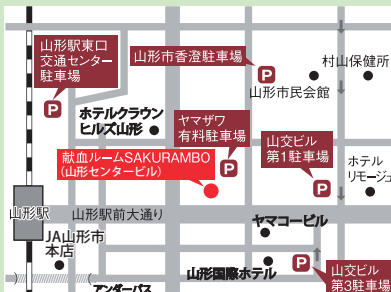 山形駅東口
交通センター
駐車場
山形市香澄駐車場
村山保健所
山形市民会館
ホテルクラウン
ヒルズ山形
ヤマザワ
有料駐車場
山交ビル
第1駐車場
献血ルームSAKURAMBO
(山形センタービル)
ホテル
リモージュ
山形駅
山形駅前大通り
ヤマコービル
JA山形市
本店
山形国際ホテル
山交ビル
第3駐車場
アンダーパス
P
P
P
P
P